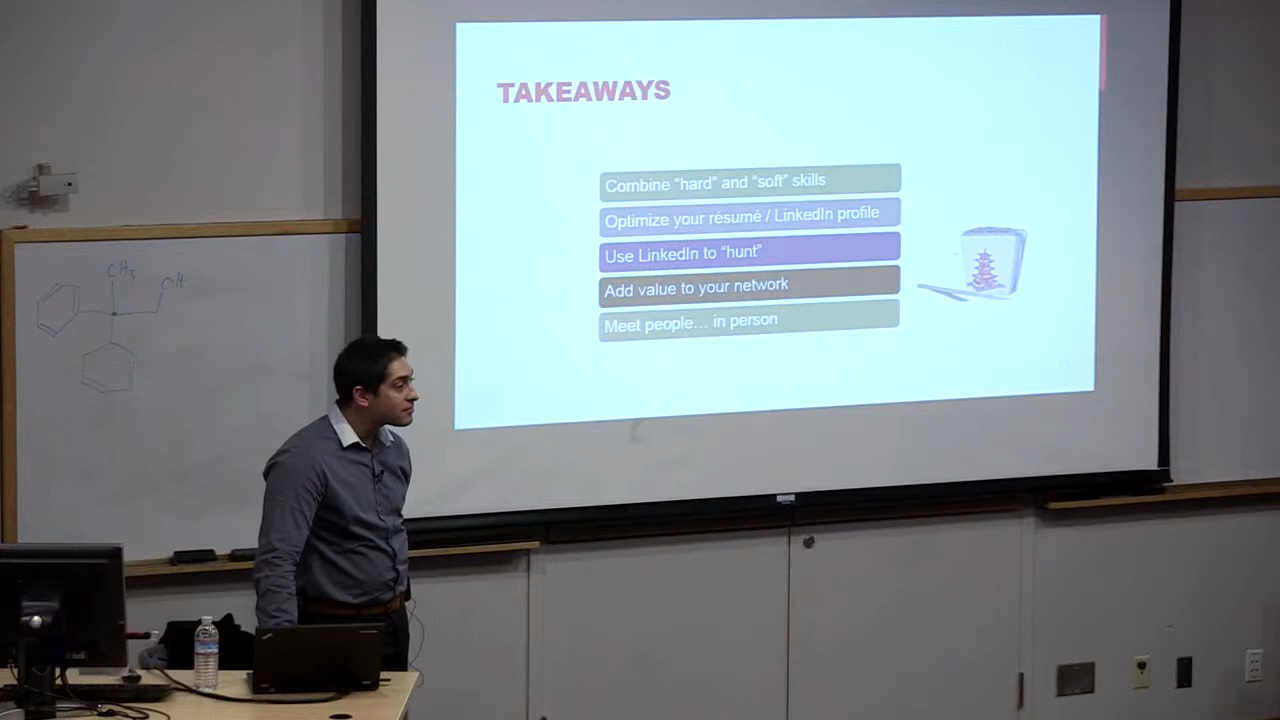 TAKEAWAYS
Combine “hard” and “soft” skills
Optimize your résumé / LinkedIn profile
Use LinkedIn to “hunt”
Add value to your network
Meet people… in person
CH3
OH